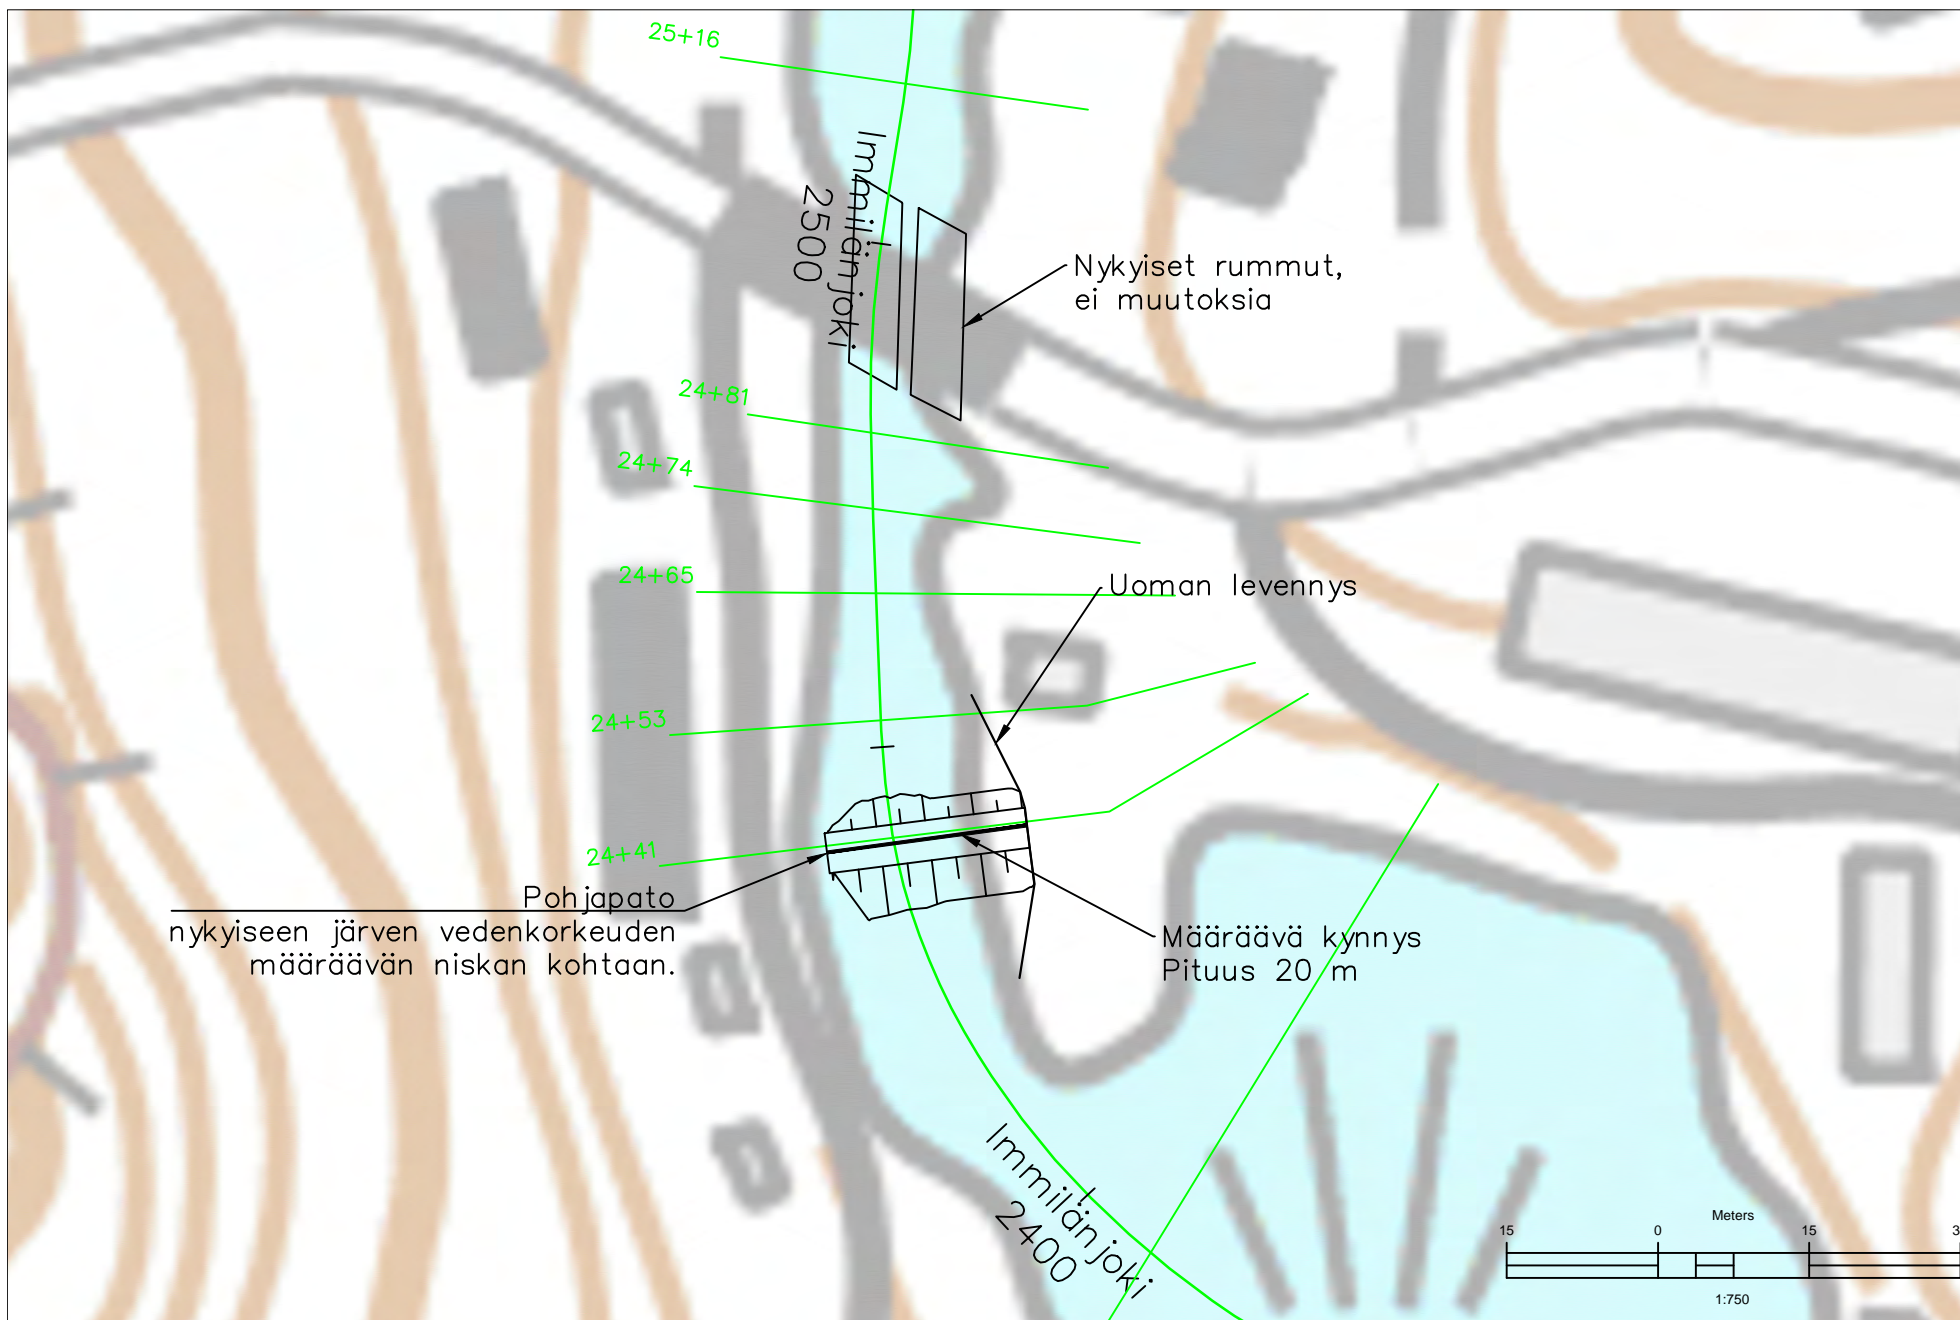 25+16
Immilänjoki
2500
Nykyiset rummut,
ei muutoksia
24+81
24+74
24+65
Uoman levennys
24+53
24+41
Pohjapato
nykyiseen järven vedenkorkeuden
määräävän niskan kohtaan.
Määräävä kynnys
Pituus 20 m
Immilänjoki
2400
Meters
15 0 15 3
1:750